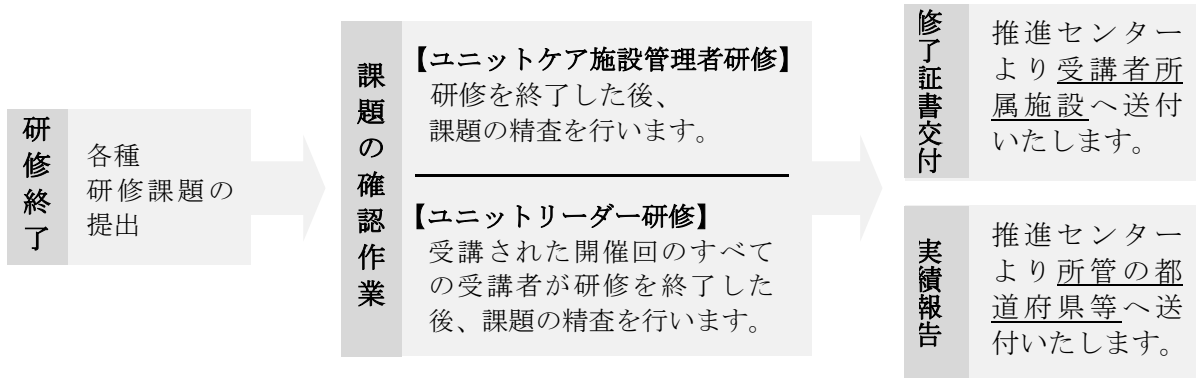 研修終了
各種
研修課題の
提出
課題の確認作業
【ユニットケア施設管理者研修】
研修を終了した後、
課題の精査を行います。
【ユニットリーダー研修】
受講された開催回のすべて
の受講者が研修を終了した
後、課題の精査を行います。
修了証書交付
推進センター
より受講者所
属施設へ送付
いたします。
実績報告
推進センター
より所管の都
道府県等へ送
付いたします。